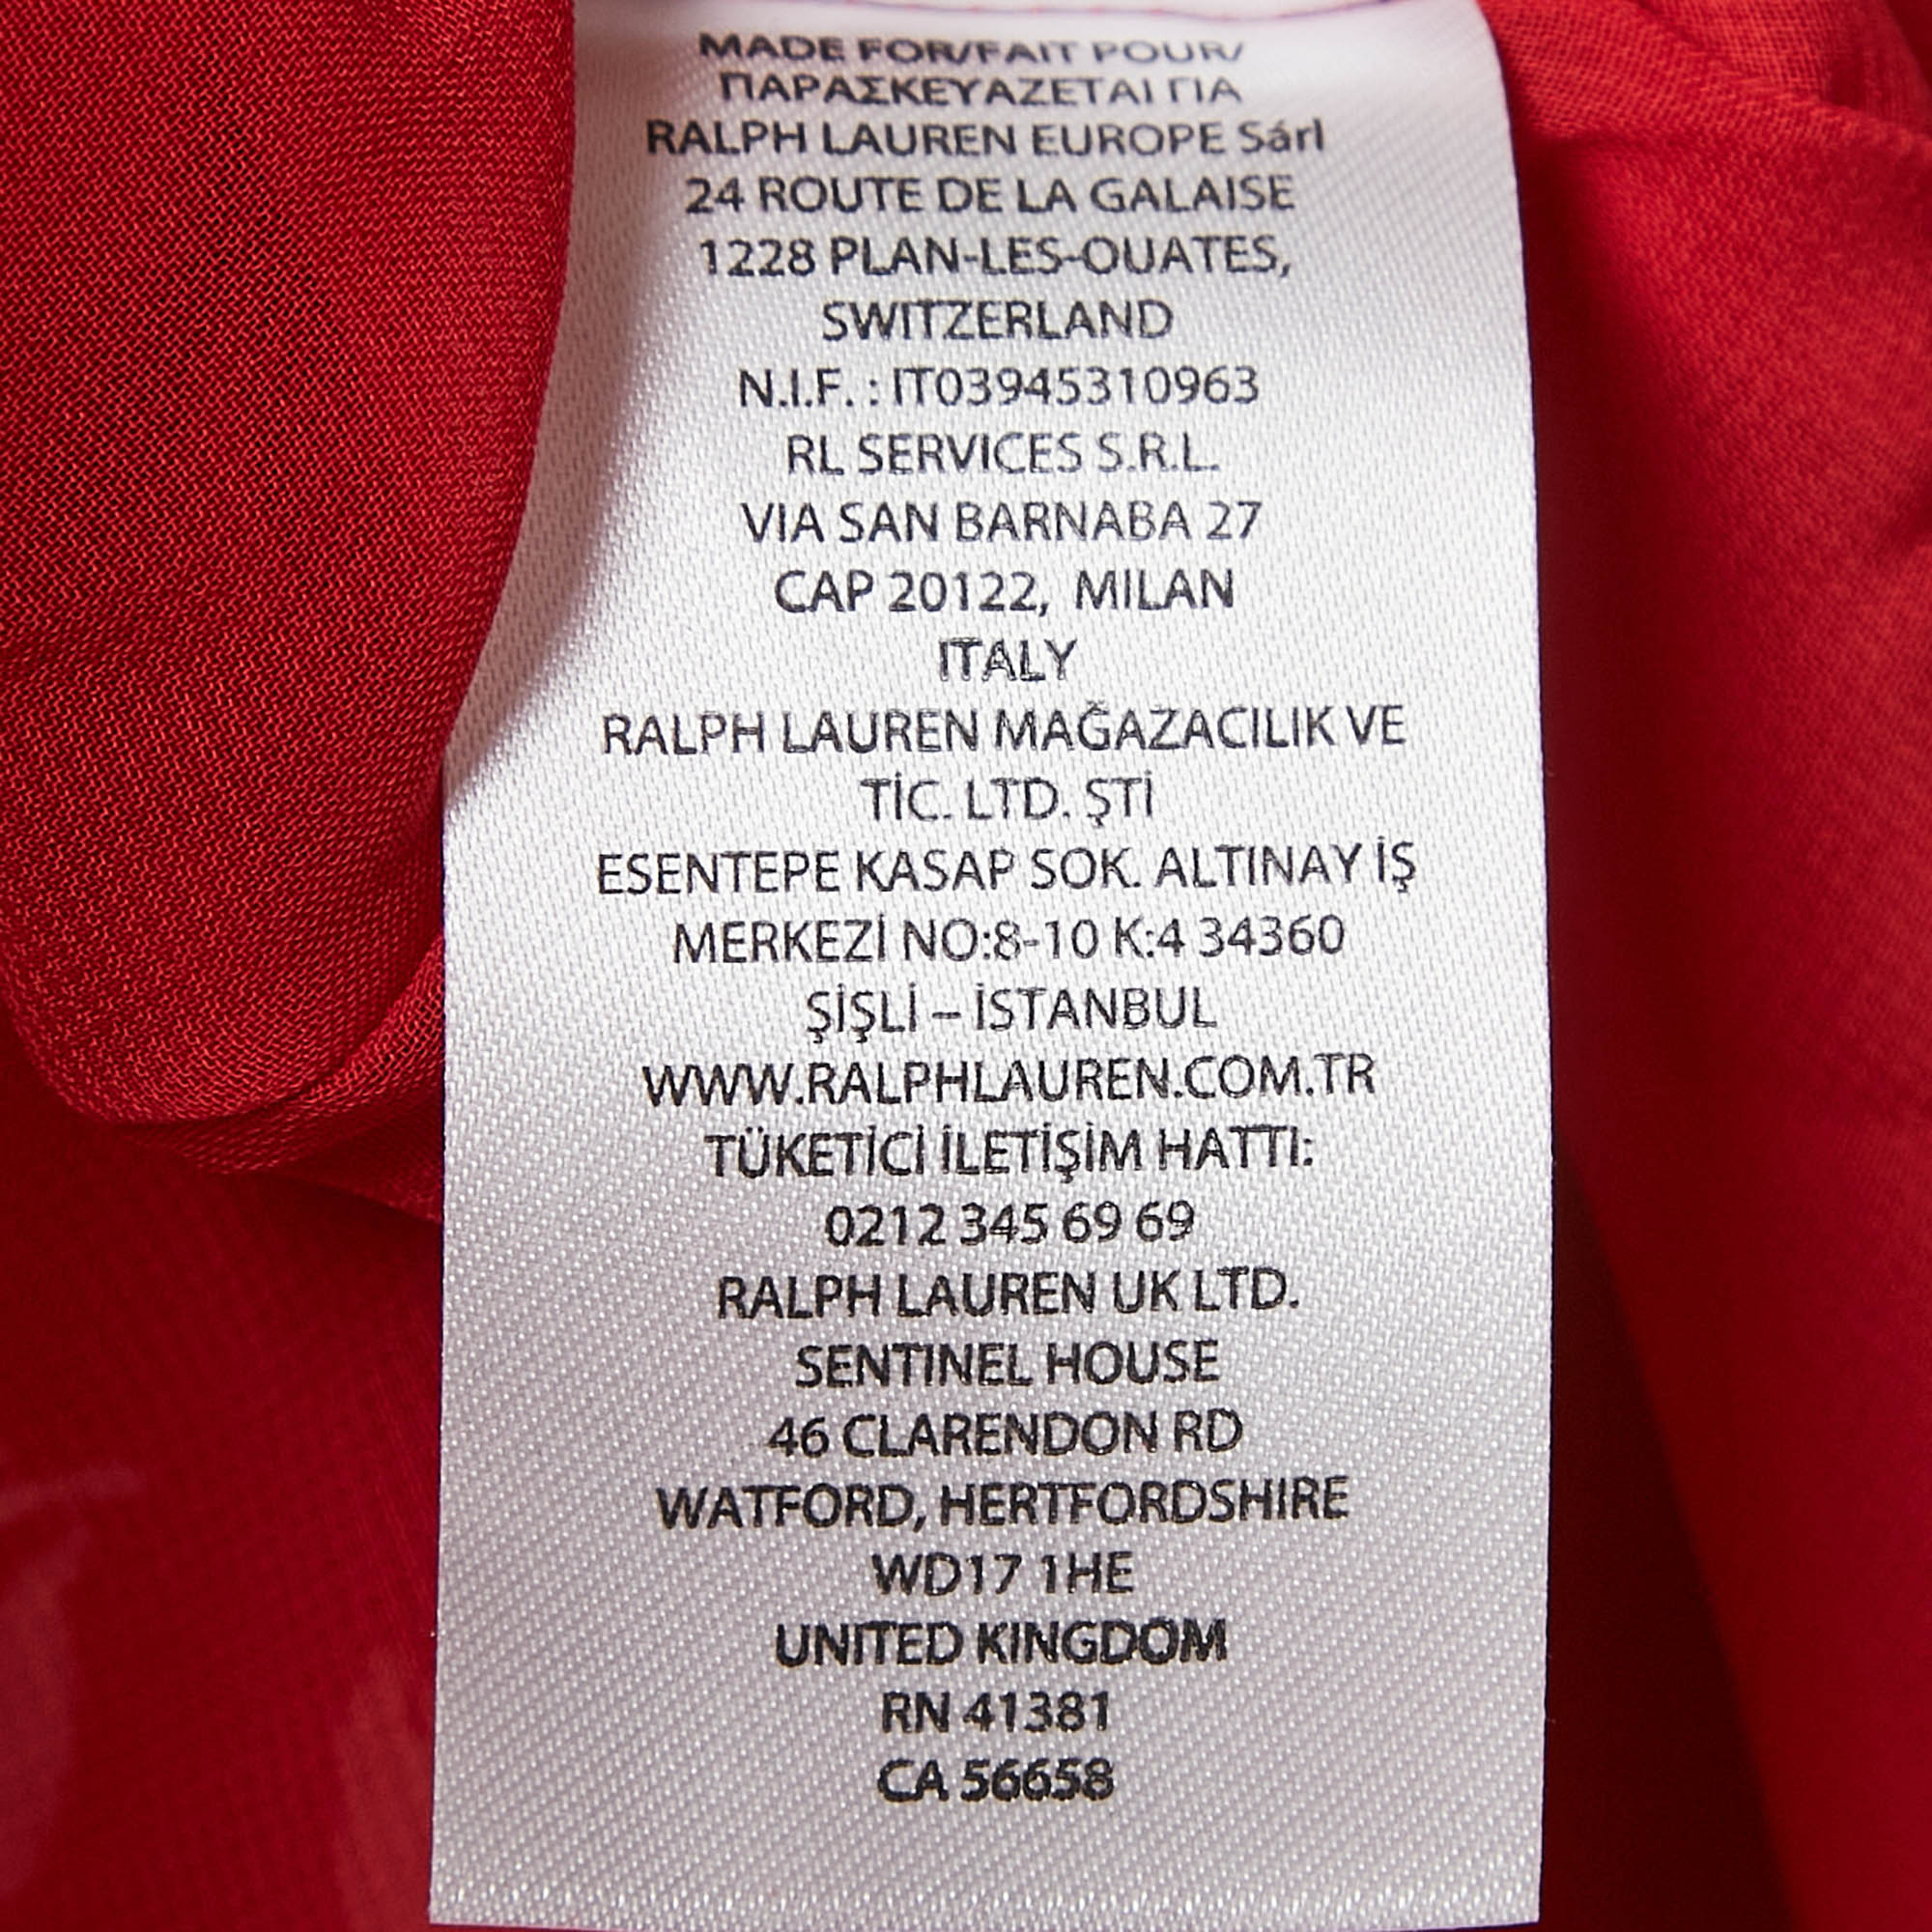 MADE FOR/FAIT POUR/
ΠΑΡΑΣΚΕΥΑΖΕΤΑΙ ΓΙΑ
RALPH LAUREN EUROPE Sárl
24 ROUTE DE LA GALAISE
1228 PLAN-LES-OUATES,
SWITZERLAND
N.I.F. : IT03945310963
RL SERVICES S.R.L.
VIA SAN BARNABA 27
CAP 20122, MILAN
ITALY
RALPH LAUREN MAĞAZACILIK VE
TİC. LTD. ŞTİ
ESENTEPE KASAP SOK. ALTINAY İŞ
MERKEZİ NO:8-10 K:4 34360
ŞİŞLİ – İSTANBUL
WWW.RALPHLAUREN.COM.TR
TÜKETİCİ İLETİŞİM HATTI:
0212 345 69 69
RALPH LAUREN UK LTD.
SENTINEL HOUSE
46 CLARENDON RD
WATFORD, HERTFORDSHIRE
WD17 1HE
UNITED KINGDOM
RN 41381
CA 56658